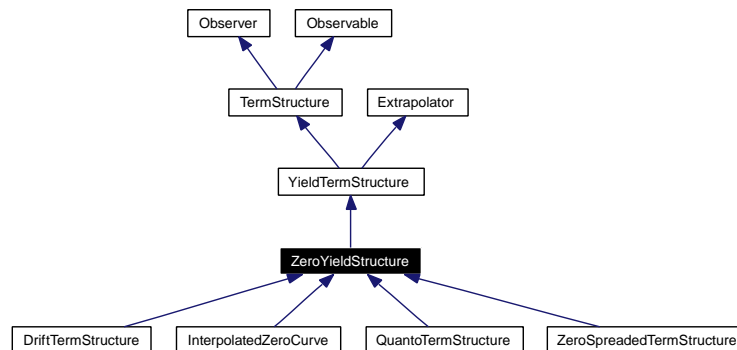 Observer Observable
TermStructure Extrapolator
YieldTermStructure
ZeroYieldStructure
DriftTermStructure InterpolatedZeroCurve QuantoTermStructure ZeroSpreadedTermStructure